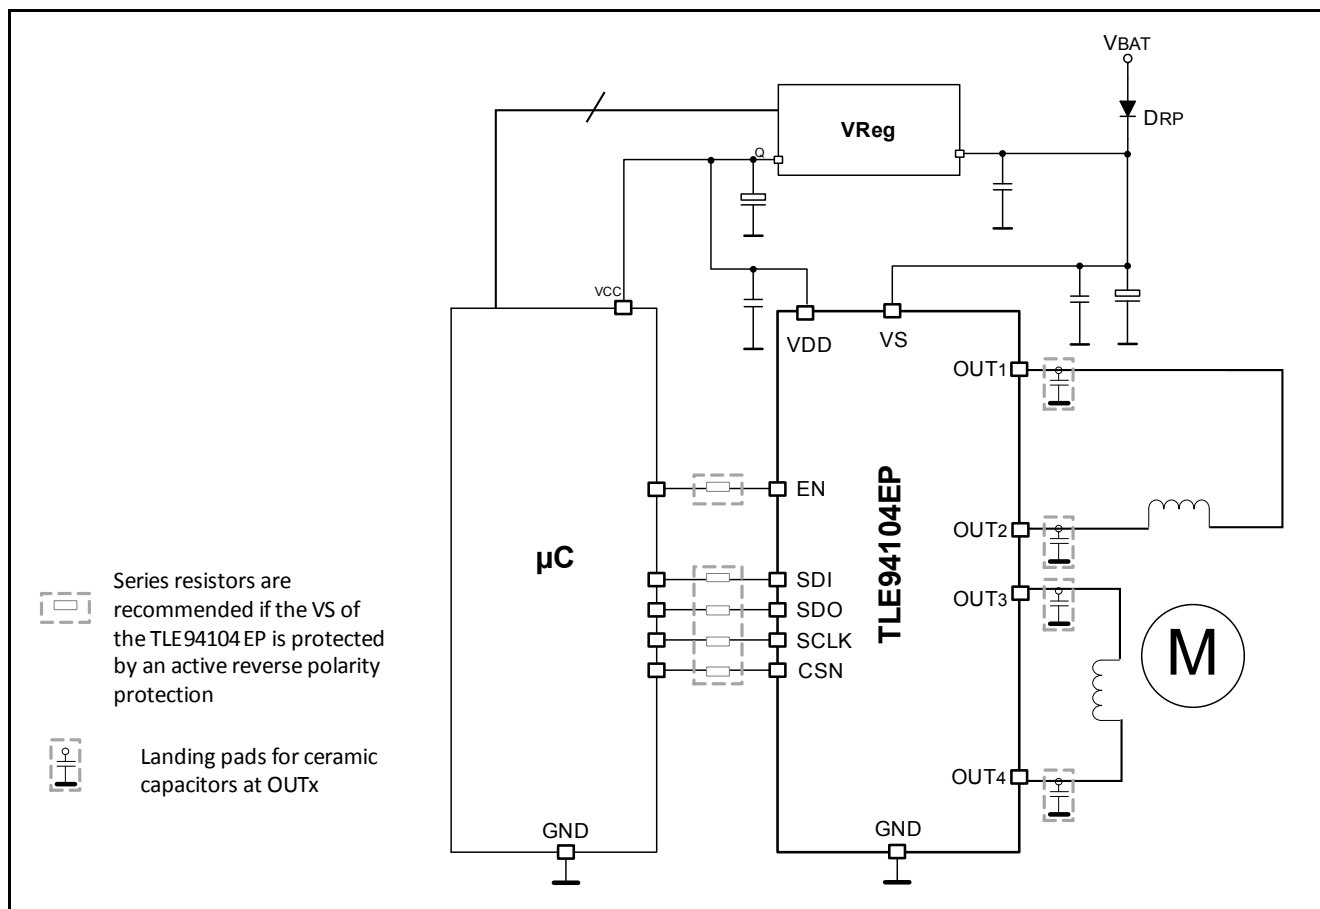 VBAT
DRP
VReg
Q
VCC
VDD
VS
OUT1
EN
OUT2
µC
TLE94104EP
SDI
OUT3
SDO
SCLK
M
CSN
Series resistors are
recommended if the VS of
the TLE94104EP is protected
by an active reverse polarity
protection
Landing pads for ceramic
capacitors at OUTx
OUT4
GND
GND